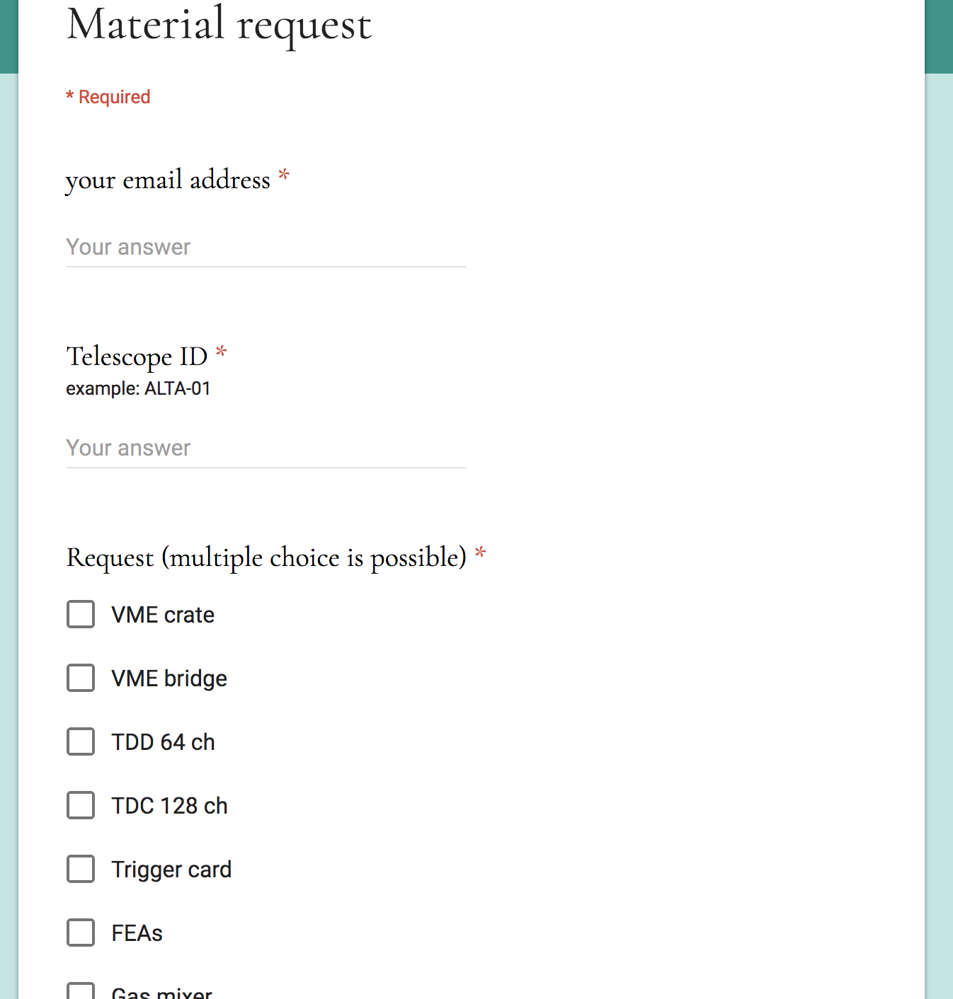 Material request
* Required
your email address *
Your answer
Telescope ID *
example: ALTA-01
Your answer
Request (multiple choice is possible) *
VME crate
VME bridge
TDD 64 ch
TDC 128 ch
Trigger card
FEAs
Gas mixer